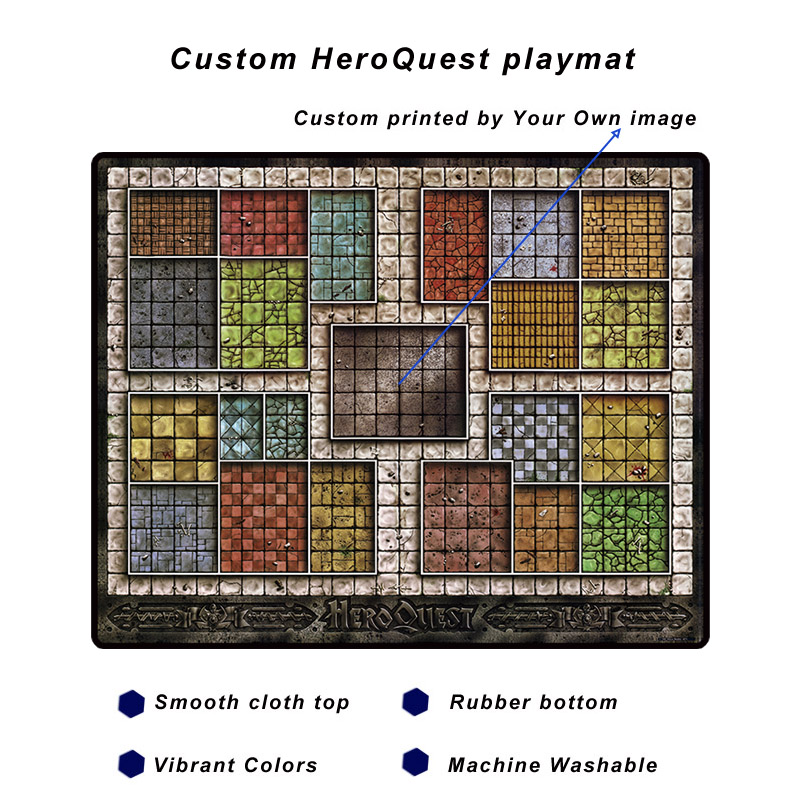 Custom HeroQuest playmat
Custom printed by Your Own image
HEROQUEST
Smooth cloth top
Rubber bottom
Vibrant Colors
Machine Washable